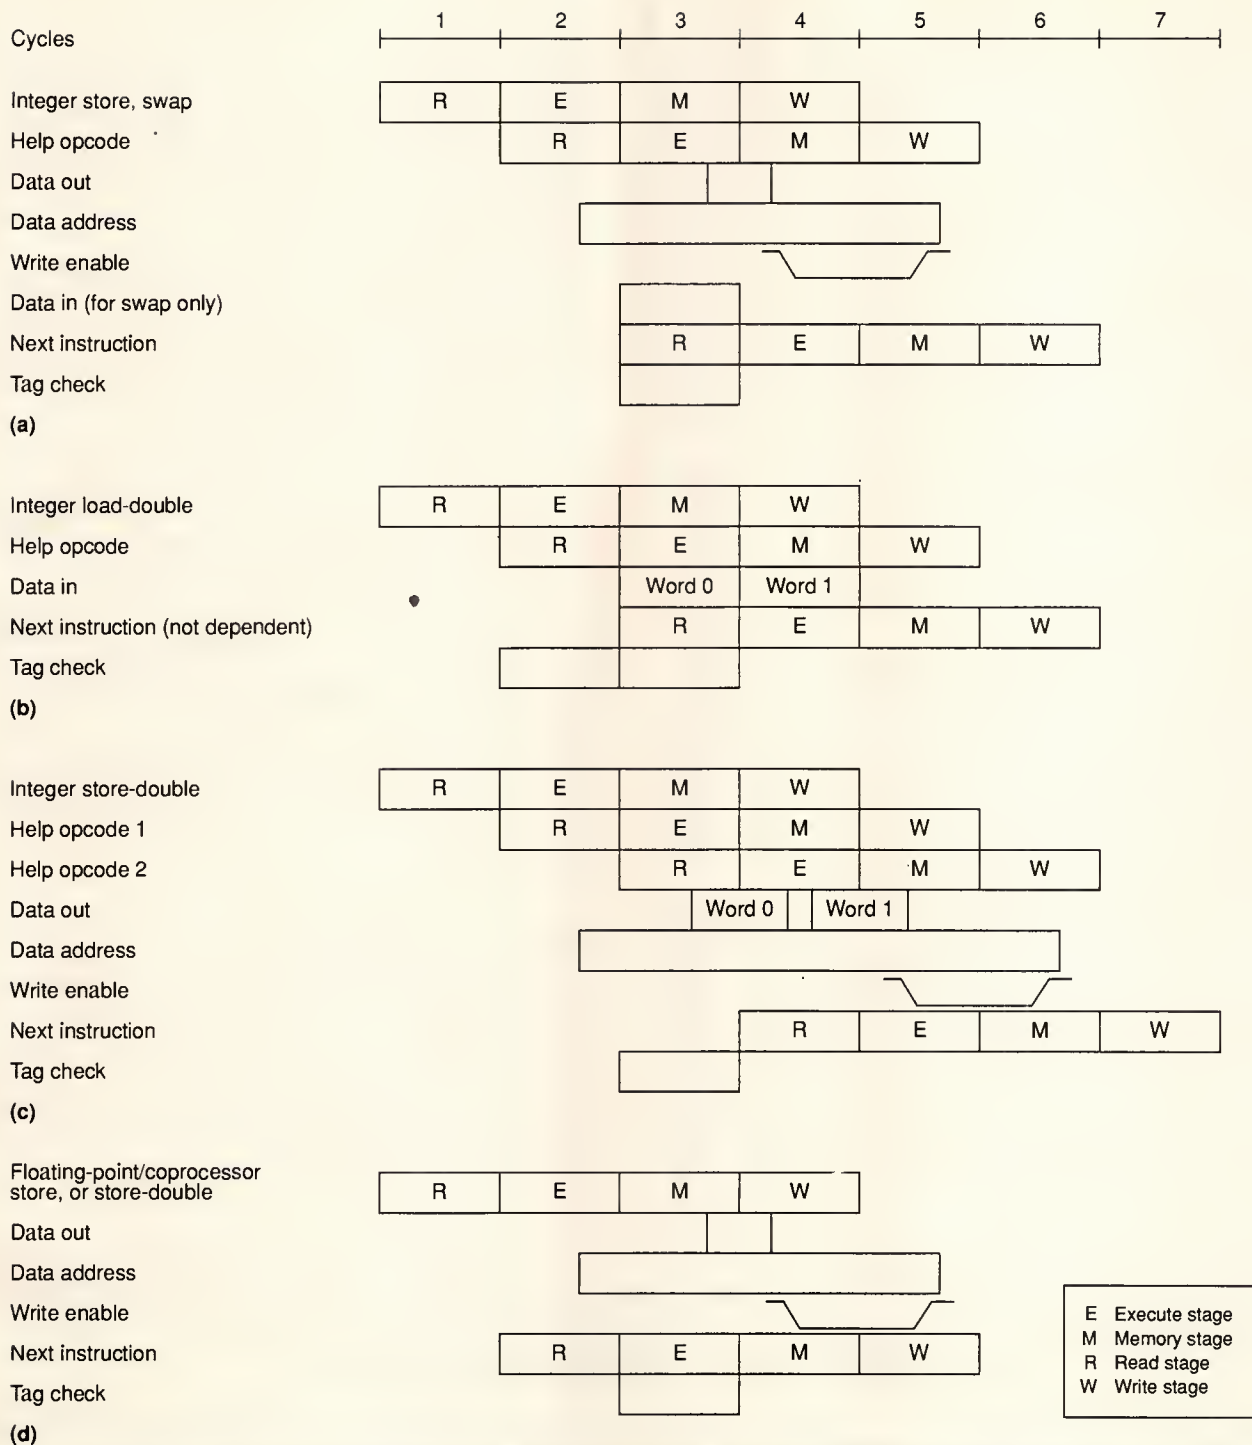 Cycles 1 2 3 4 5 6 7
Integer store, swap R E M W
Help opcode R E M W
Data out
Data address
Write enable
Data in (for swap only)
Next instruction R E M W
Tag check
(a)
Integer load-double R E M W
Help opcode R E M W
Data in Word 0 Word 1
Next instruction (not dependent) R E M W
Tag check
(b)
Integer store-double R E M W
Help opcode 1 R E M W
Help opcode 2 R E M W
Data out Word 0 Word 1
Data address
Write enable
Next instruction R E M W
Tag check
(c)
Floating-point/coprocessor
store, or store-double R E M W
Data out
Data address
Write enable
Next instruction R E M W
Tag check
(d)
E Execute stage
M Memory stage
R Read stage
W Write stage